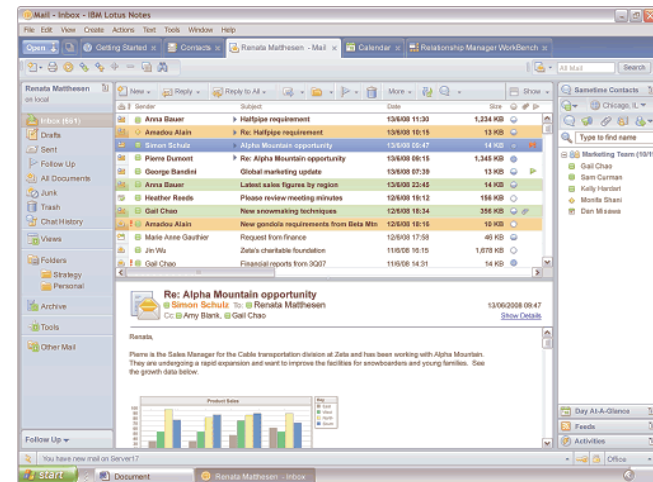 Mail - Inbox - IBM Lotus Notes
File Edit View Create Actions Text Tools Window Help
Open Getting Started Contacts Renata Matthesen - Mail Calendar Relationship Manager WorkBench
All Mail Search
Renata Matthesen
on local
Inbox (661)
Drafts
Sent
Follow Up
All Documents
Junk
Trash
Chat History
Views
Folders
Strategy
Personal
Archive
Tools
Other Mail
Follow Up
New Reply Reply to All More Show
Sender Subject Date Size
Anna Bauer Halfpipe requirement 13/6/08 11:30 1,234 KB
Amadou Alain Re: Halfpipe requirement 13/6/08 10:15 13 KB
Simon Schulz Alpha Mountain opportunity 13/6/08 09:47 14 KB
Pierre Dumont Re: Alpha Mountain opportunity 13/6/08 09:15 1,345 KB
George Bandini Global marketing update 13/6/08 07:39 13 KB
Anna Bauer Latest sales figures by region 13/6/08 23:45 14 KB
Heather Reeds Please review meeting minutes 12/6/08 19:12 156 KB
Gail Chao New snowmaking techniques 12/6/08 18:34 356 KB
Amadou Alain New gondola requirements from Beta Mtn 12/6/08 18:16 10 KB
Marie Anne Gauthier Request from finance 12/6/08 17:58 46 KB
Jin Wu Zeta's charitable foundation 11/6/08 16:15 1,678 KB
Gail Chao Financial reports from 3Q07 11/6/08 14:31 14 KB
Re: Alpha Mountain opportunity
Simon Schulz To: Renata Matthesen 13/06/2008 09:47
Cc: Amy Blank, Gail Chao Show Details
Renata,
Pierre is the Sales Manager for the Cable transportation division at Zeta and has been working with Alpha Mountain.
They are undergoing a rapid expansion and want to improve the facilities for snowboarders and young families. See
the growth data below.
Product Sales
Sametime Contacts
Chicago, IL
Type to find name
Marketing Team
Gail Chao
Sam Curman
Kelly Hardart
Monifa Shani
Dan Misawa
Day At-A-Glance
Feeds
Activities
You have new mail on Server17
Office
start Document Renata Matthesen - Inbox